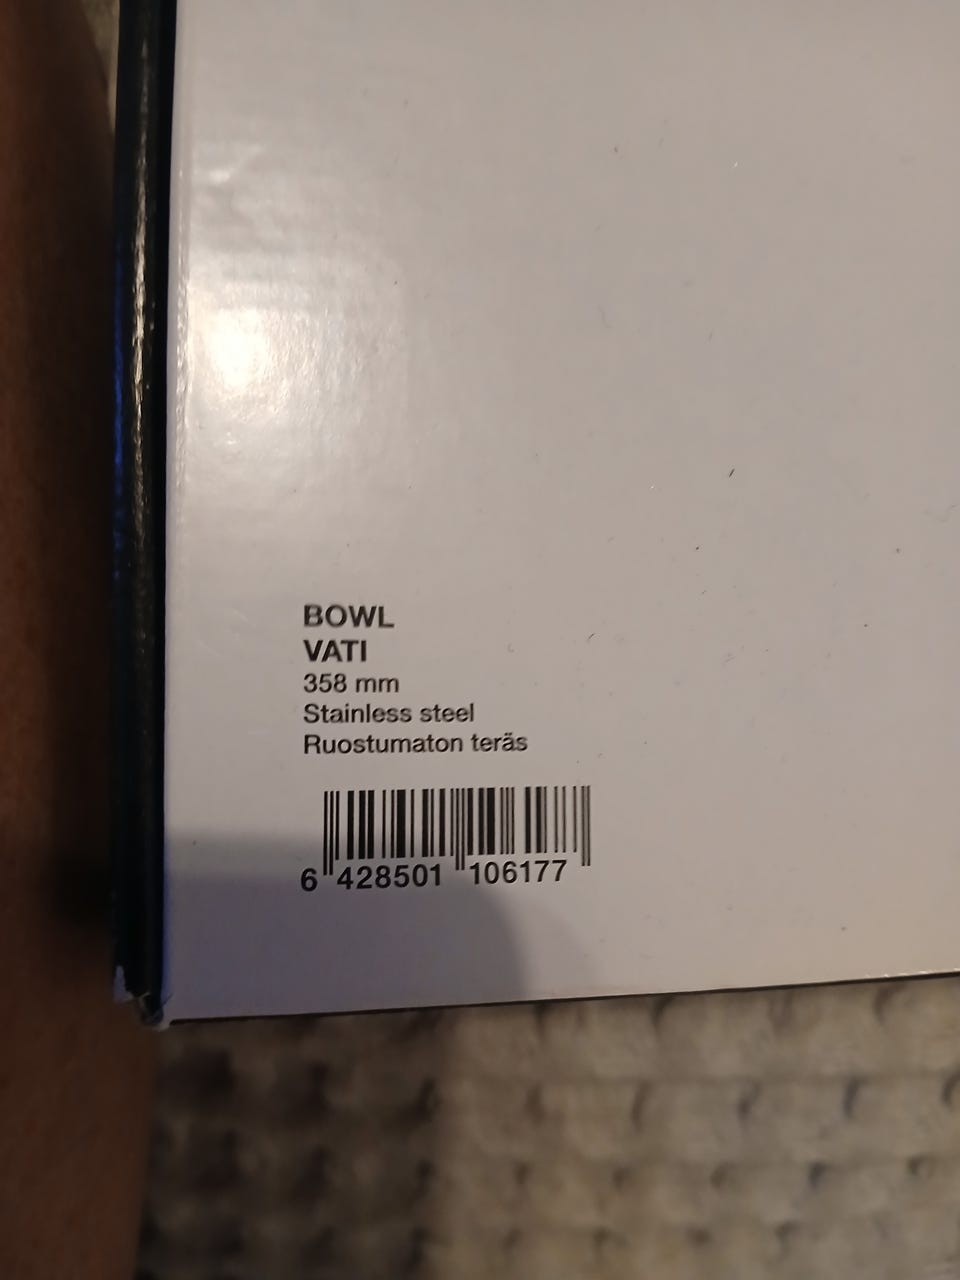 BOWL
VATI
358 mm
Stainless steel
Ruostumaton teräs
6 428501 106177